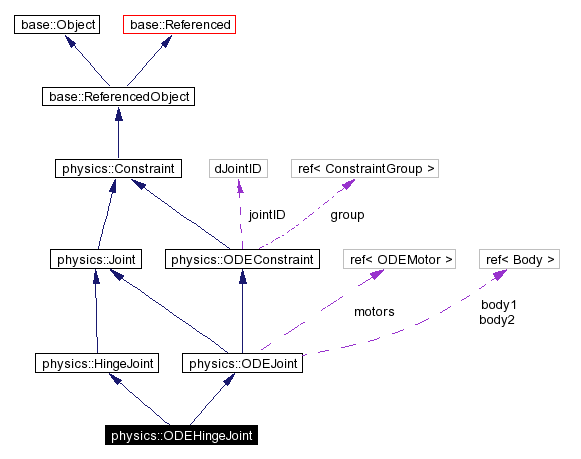 base::Object
base::Referenced
base::ReferencedObject
physics::Constraint
dJointID
ref< ConstraintGroup >
jointID
group
physics::Joint
physics::ODEConstraint
ref< ODEMotor >
ref< Body >
motors
body1
body2
physics::HingeJoint
physics::ODEJoint
physics::ODEHingeJoint